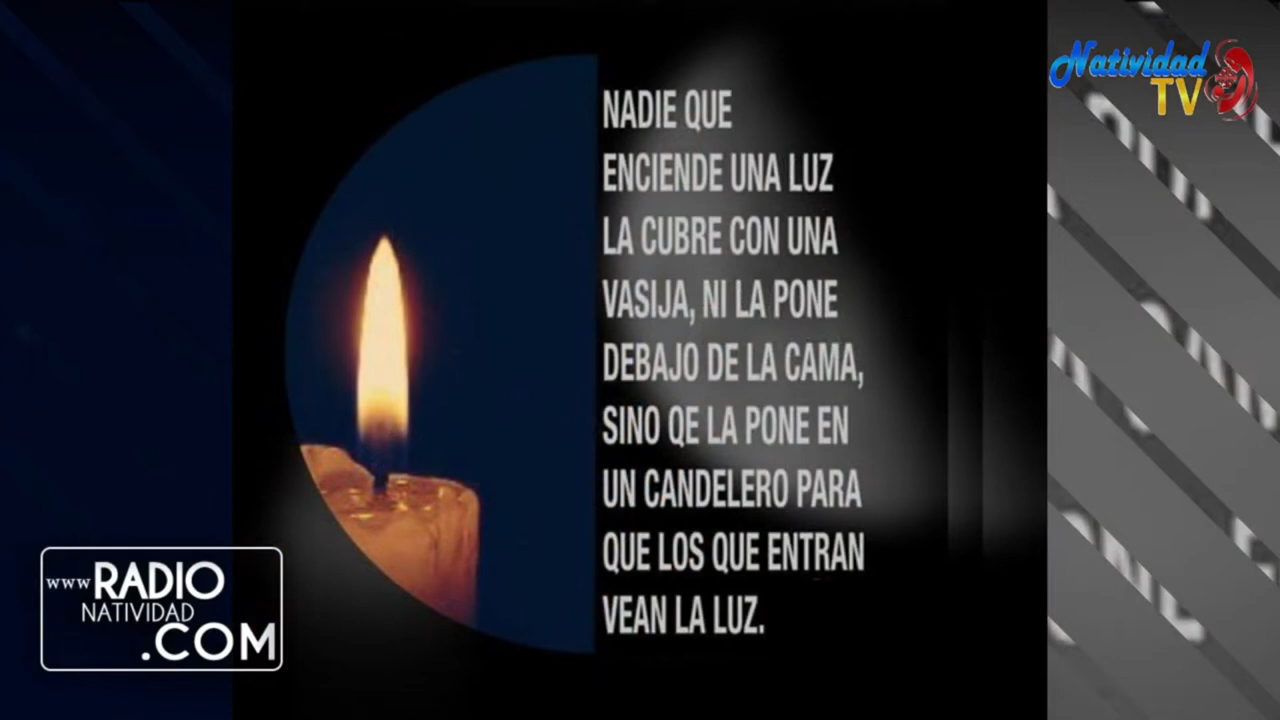 Natividad
TV
NADIE QUE
ENCIENDE UNA LUZ
LA CUBRE CON UNA
VASIJA, NI LA PONE
DEBAJO DE LA CAMA,
SINO QE LA PONE EN
UN CANDELERO PARA
QUE LOS QUE ENTRAN
VEAN LA LUZ.
www RADIO
NATIVIDAD
.COM